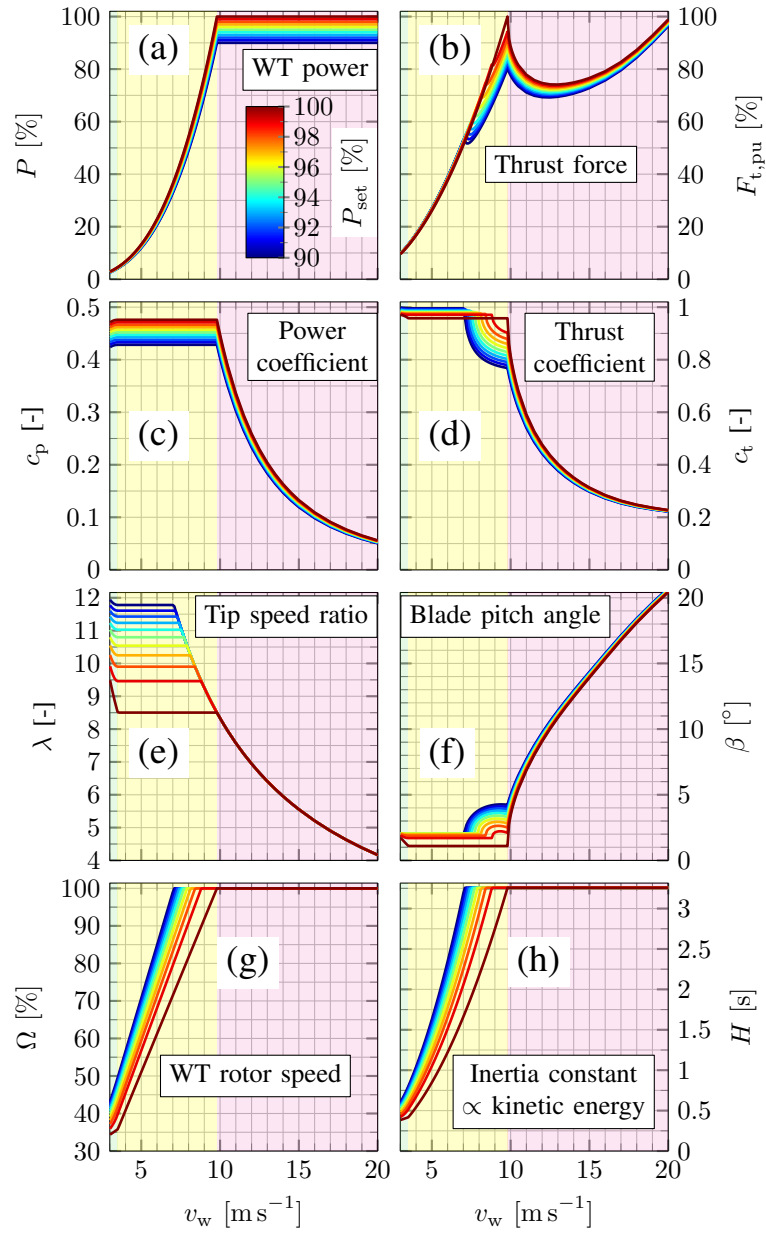 (a)
WT power
P [%]
100
80
60
40
20
0
100
98
96
94
92
90
P_set [%]
(b)
Thrust force
F_t,pu [%]
100
80
60
40
20
0
(c)
Power
coefficient
c_p [-]
0.5
0.4
0.3
0.2
0.1
0
(d)
Thrust
coefficient
c_t [-]
1
0.8
0.6
0.4
0.2
0
(e)
Tip speed ratio
λ [-]
12
11
10
9
8
7
6
5
4
(f)
Blade pitch angle
β [°]
20
15
10
5
0
(g)
WT rotor speed
Ω [%]
100
90
80
70
60
50
40
30
5
10
15
20
v_w [m s⁻¹]
(h)
Inertia constant
∝ kinetic energy
H [s]
3
2.5
2
1.5
1
0.5
0
5
10
15
20
v_w [m s⁻¹]